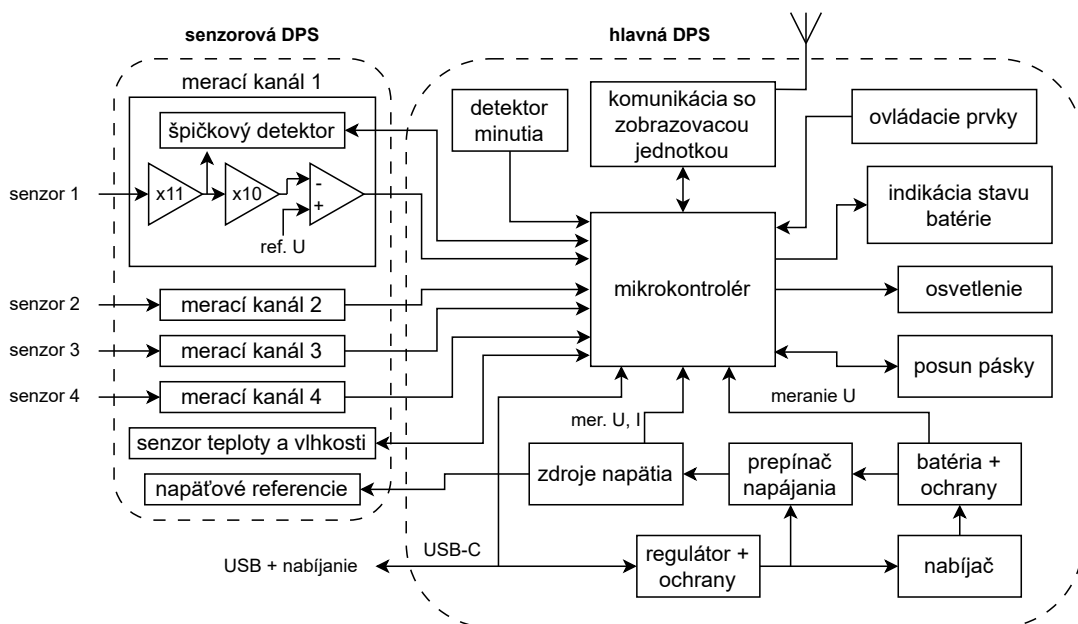 senzorová DPS
hlavná DPS
merací kanál 1
špičkový detektor
x11
x10
-
+
ref. U
senzor 1
senzor 2
merací kanál 2
senzor 3
merací kanál 3
senzor 4
merací kanál 4
senzor teploty a vlhkosti
napäťové referencie
detektor
minutia
komunikácia so
zobrazovacou
jednotkou
ovládacie prvky
indikácia stavu
batérie
mikrokontrolér
osvetlenie
posun pásky
mer. U, I
meranie U
zdroje napätia
prepínač
napájania
batéria +
ochrany
USB + nabíjanie
USB-C
regulátor +
ochrany
nabíjač